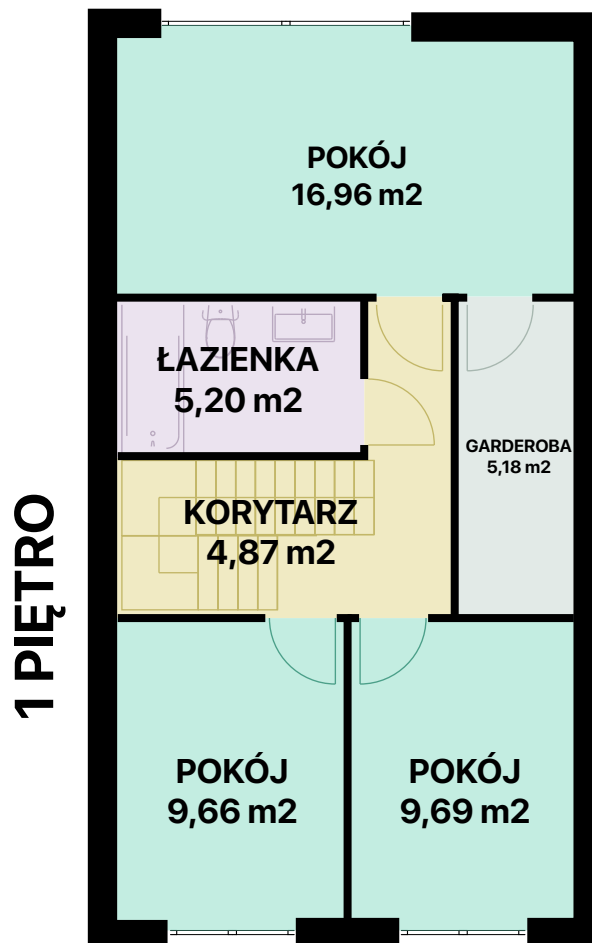 POKÓJ
16,96 m2
ŁAZIENKA
5,20 m2
GARDEROBA
5,18 m2
KORYTARZ
4,87 m2
1 PIĘTRO
POKÓJ
9,66 m2
POKÓJ
9,69 m2